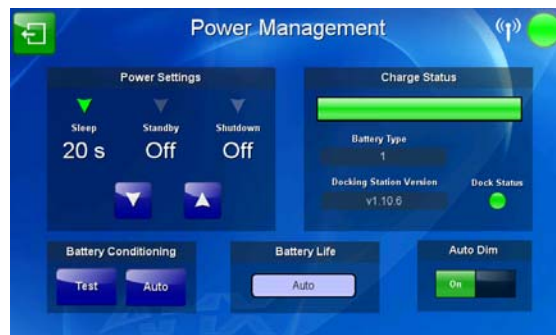 Power Management
Power Settings
Sleep Standby Shutdown
20 s Off Off
Charge Status
Battery Type
1
Docking Station Version Dock Status
v1.10.6
Battery Conditioning
Test Auto
Battery Life
Auto
Auto Dim
On